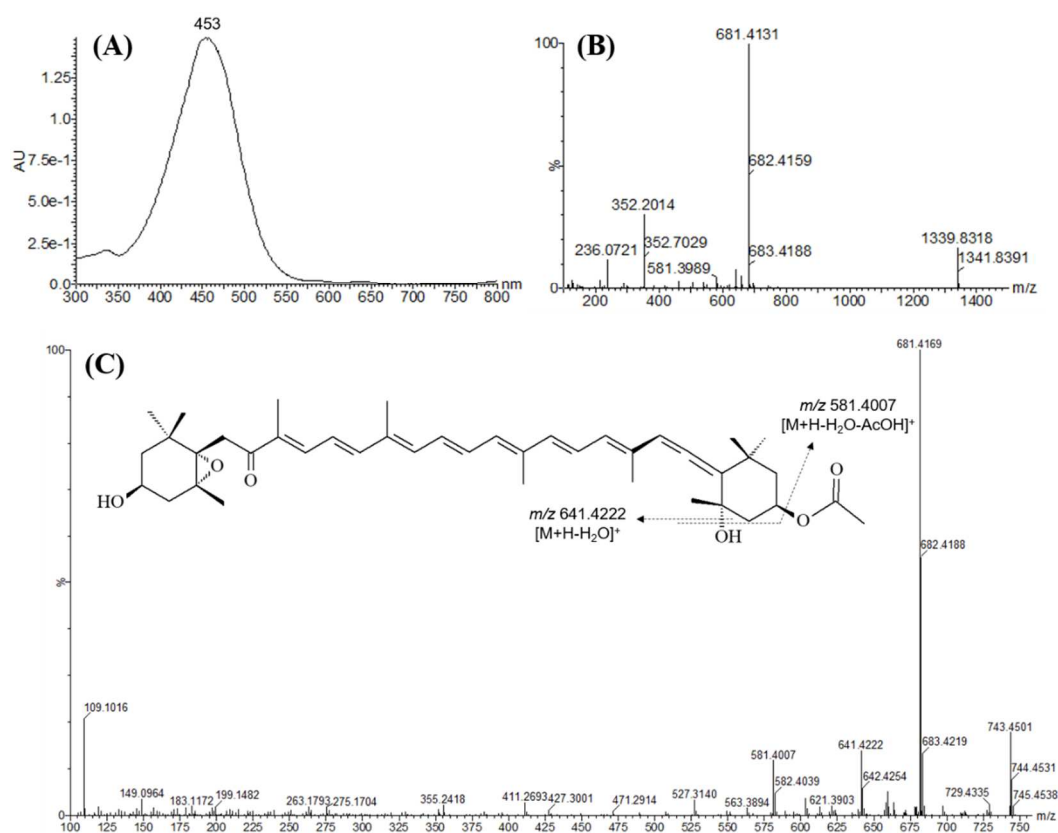 (A)
453
AU
1.25
1.0
7.5e-1
5.0e-1
2.5e-1
0.0
300 350 400 450 500 550 600 650 700 750 800 nm
(B)
100
%
0
681.4131
682.4159
352.2014
352.7029
236.0721
581.3989
683.4188
1339.8318
1341.8391
200 400 600 800 1000 1200 1400 m/z
(C)
100
%
0
681.4169
m/z 581.4007
[M+H-H2O-AcOH]+
HO
O
O
m/z 641.4222
[M+H-H2O]+
OH
O
O
682.4188
109.1016
149.0964
183.1172
199.1482
263.1793
275.1704
355.2418
411.2693
427.3001
471.2914
527.3140
563.3894
581.4007
582.4039
621.3903
641.4222
642.4254
683.4219
729.4335
743.4501
744.4531
745.4538
100 125 150 175 200 225 250 275 300 325 350 375 400 425 450 475 500 525 550 575 600 625 650 675 700 725 750 m/z